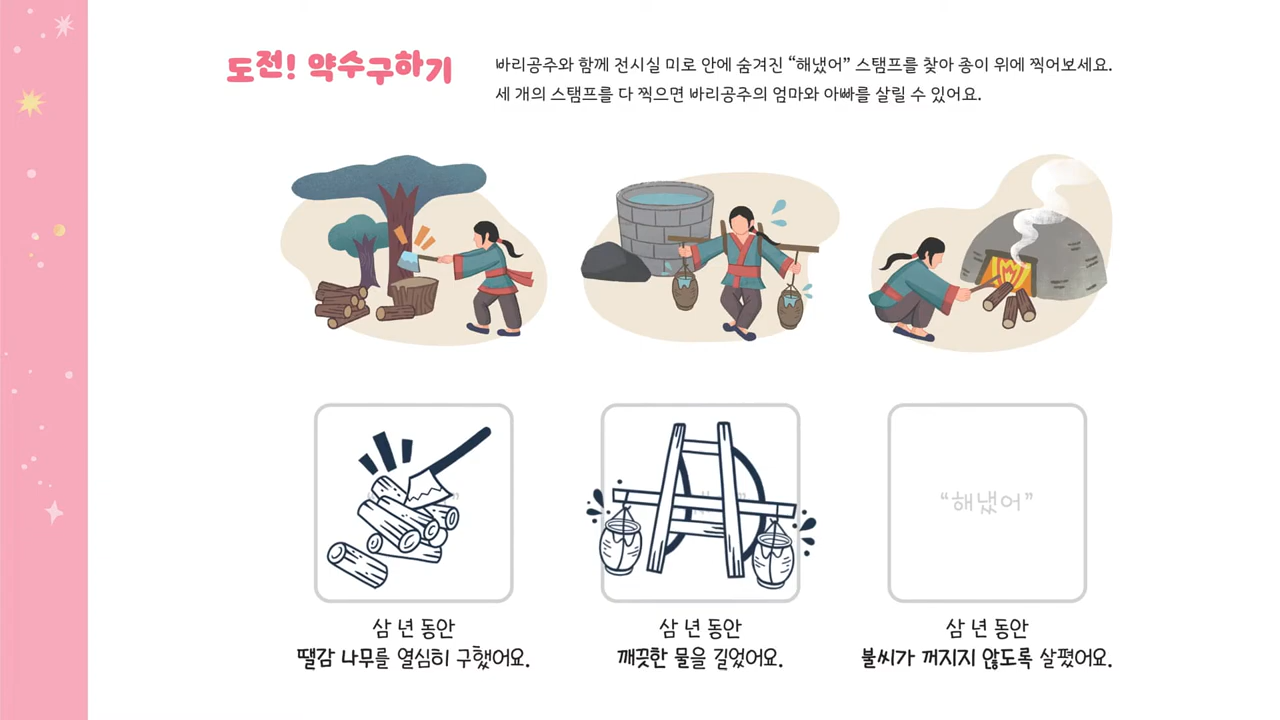 도전! 약수구하기
바리공주와 함께 전시실 미로 안에 숨겨진 “해냈어” 스탬프를 찾아 종이 위에 찍어보세요.
세 개의 스탬프를 다 찍으면 바리공주의 엄마와 아빠를 살릴 수 있어요.
“해냈어”
삼 년 동안
땔감 나무를 열심히 구했어요.
삼 년 동안
깨끗한 물을 길었어요.
삼 년 동안
불씨가 꺼지지 않도록 살폈어요.